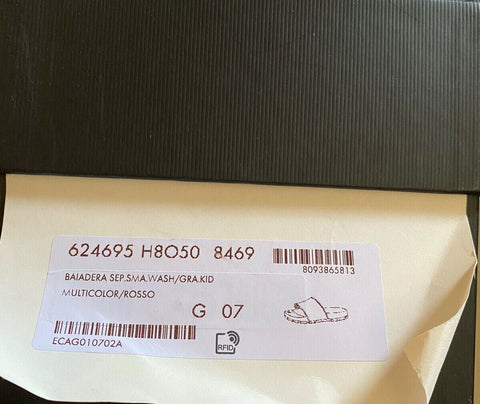 624695 H8O50 8469
8093865813
BAIADERA SEP.SMA.WASH/GRA.KID
MULTICOLOR/ROSSO
G 07
ECAG010702A
RFID